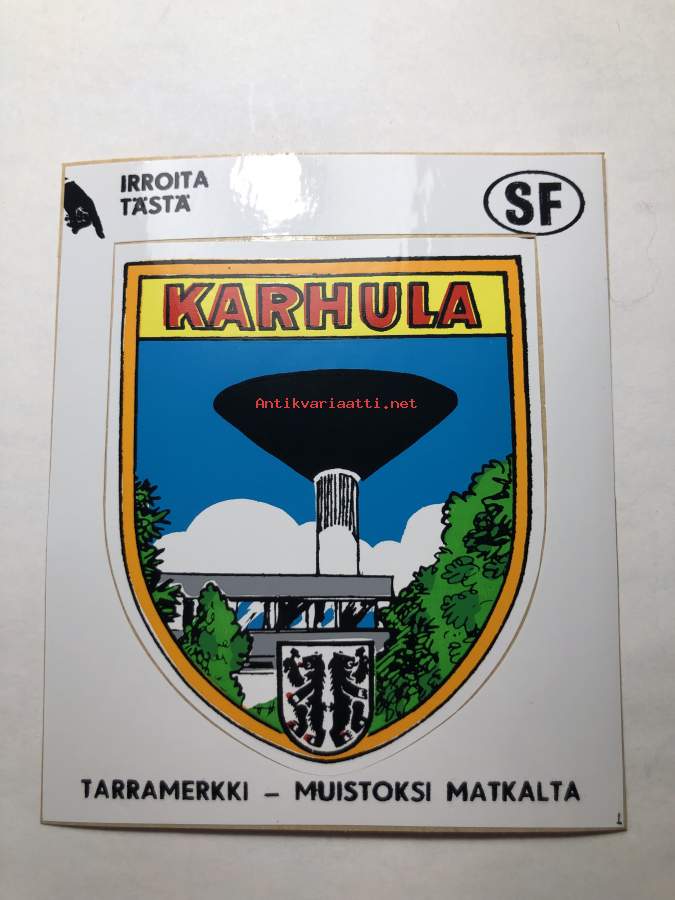 IRROITA
TÄSTÄ
SF
KARHULA
Antikvariaatti.net
TARRAMERKKI – MUISTOKSI MATKALTA